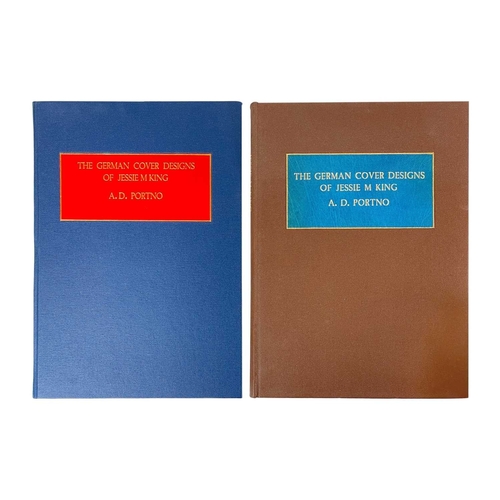 THE GERMAN COVER DESIGNS
OF JESSIE M KING
A. D. PORTNO
THE GERMAN COVER DESIGNS
OF JESSIE M KING
A. D. PORTNO